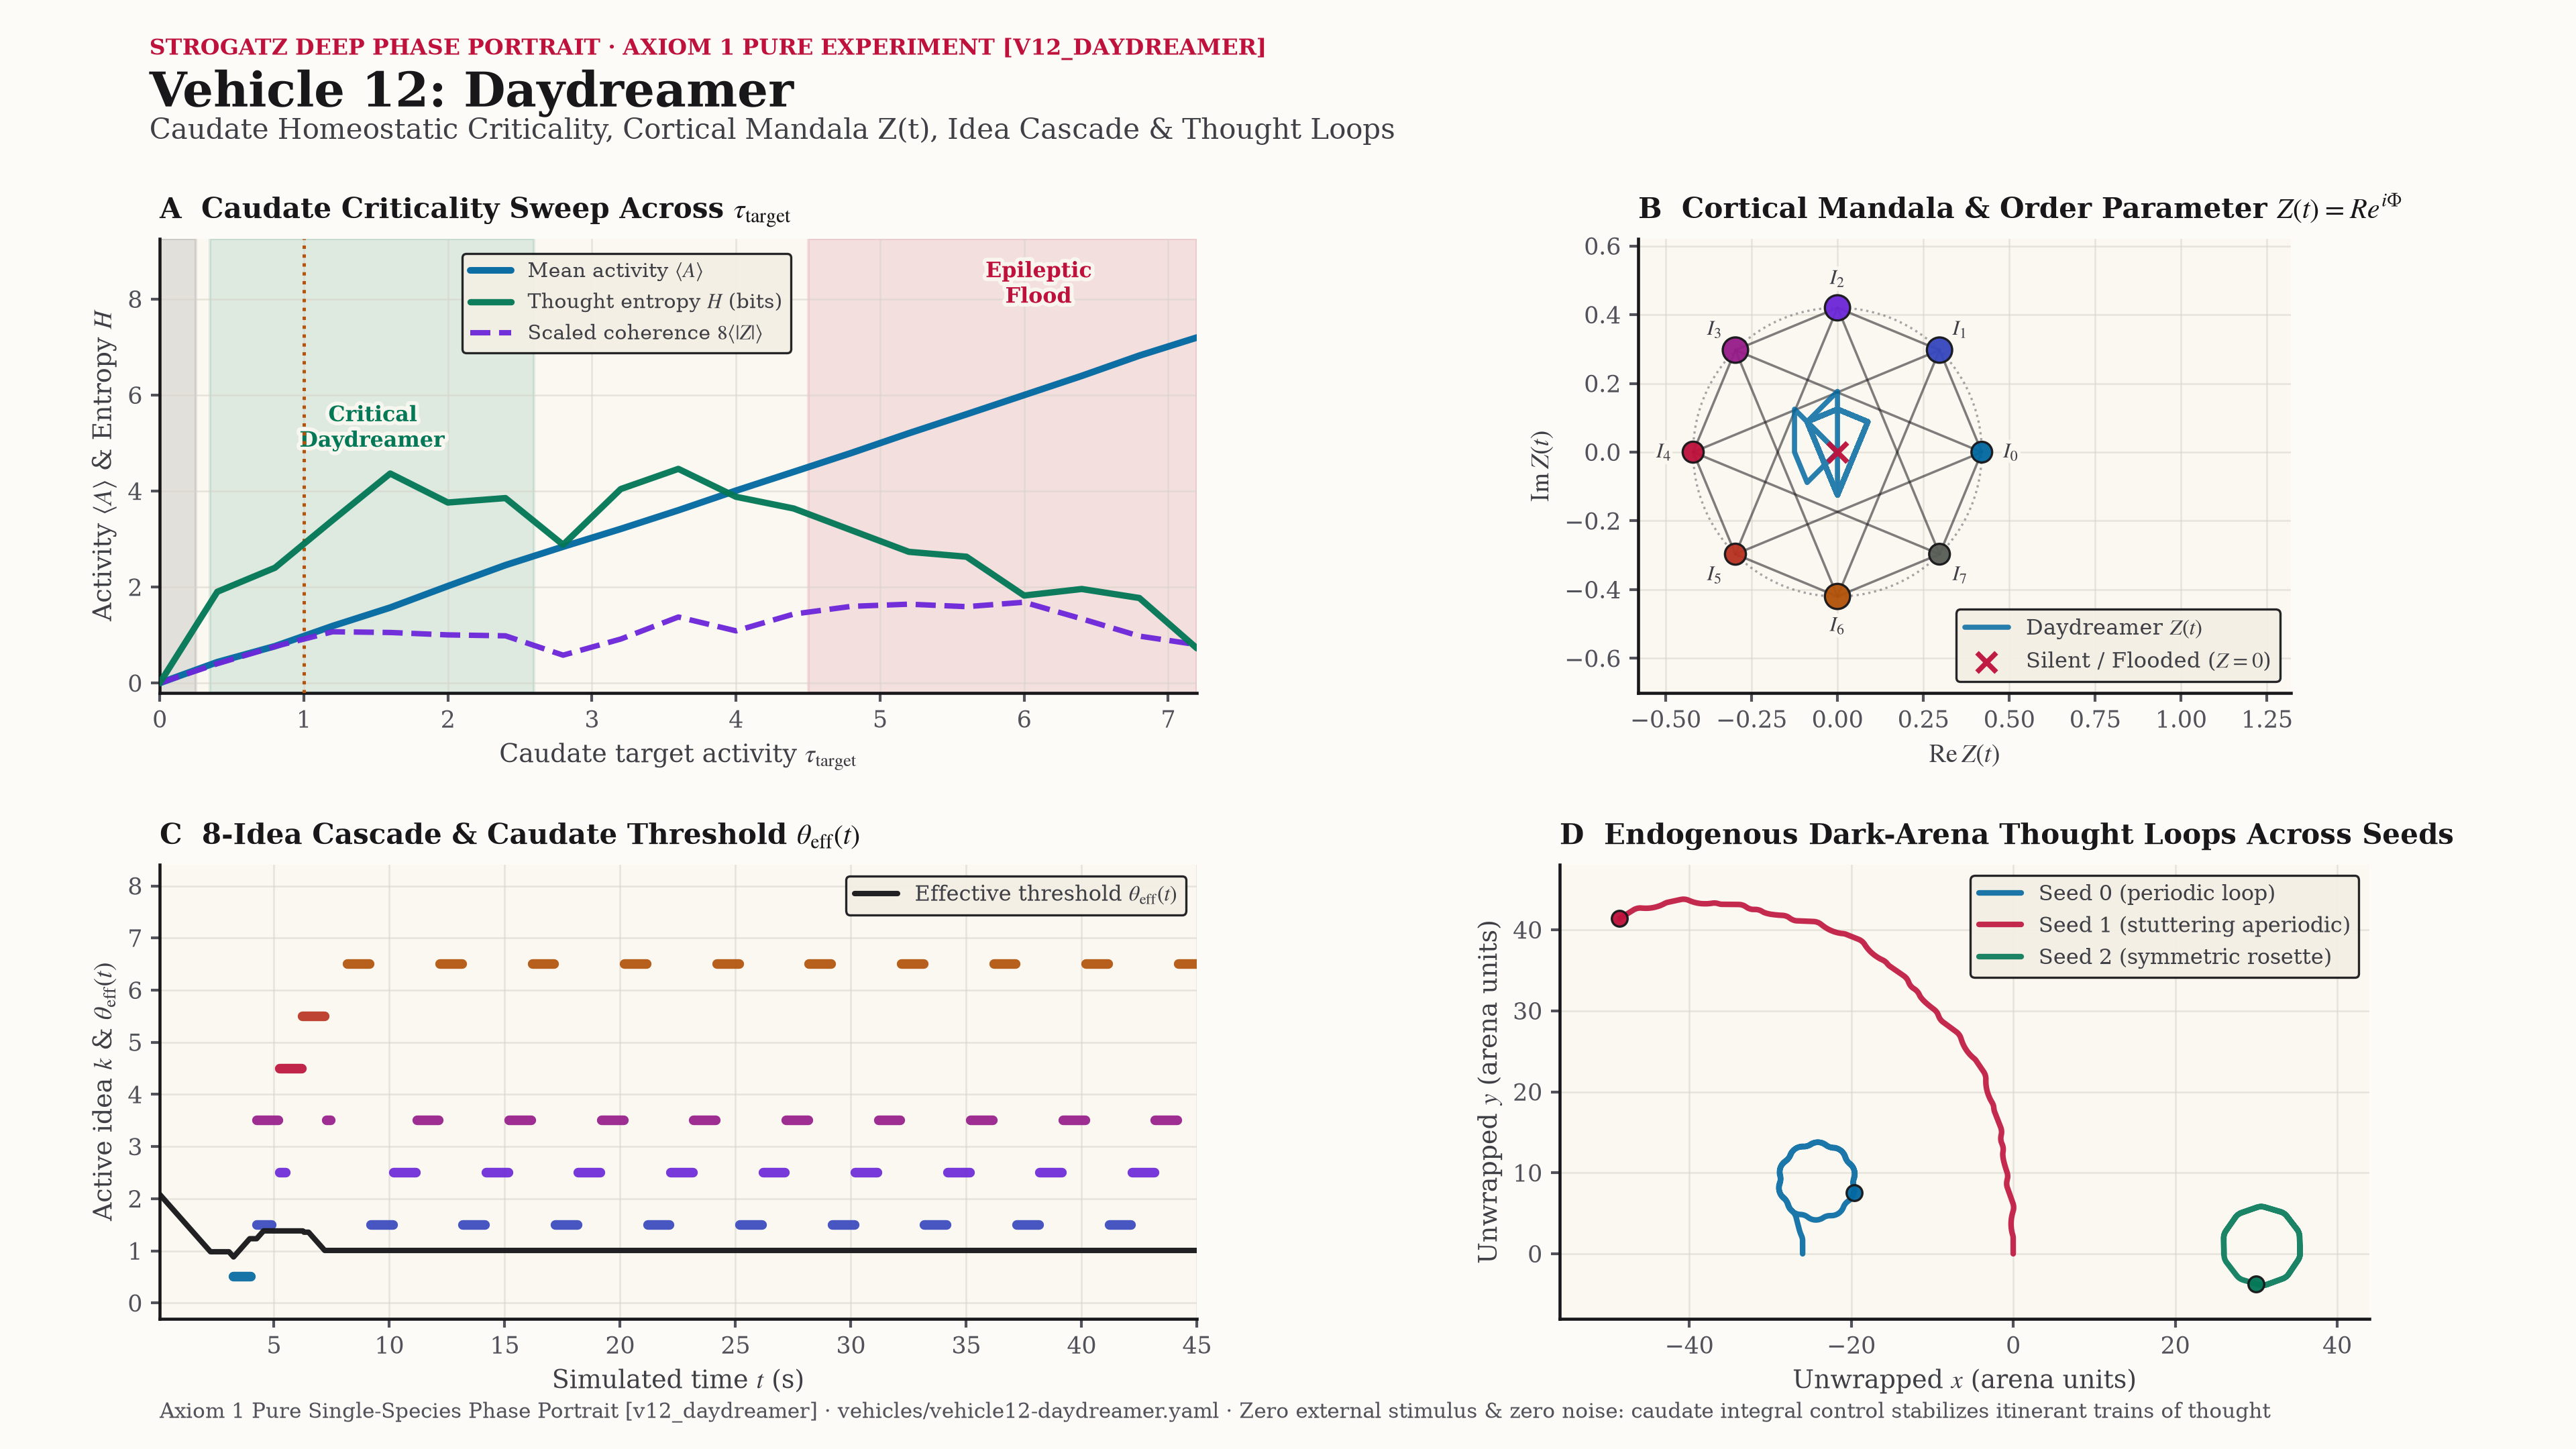 STROGATZ DEEP PHASE PORTRAIT · AXIOM 1 PURE EXPERIMENT [V12_DAYDREAMER]
Vehicle 12: Daydreamer
Caudate Homeostatic Criticality, Cortical Mandala Z(t), Idea Cascade & Thought Loops
A Caudate Criticality Sweep Across τ_target
Activity ⟨A⟩ & Entropy H
8
6
4
2
0
Mean activity ⟨A⟩
Thought entropy H (bits)
Scaled coherence 8⟨|Z|⟩
Epileptic
Flood
Critical
Daydreamer
0 1 2 3 4 5 6 7
Caudate target activity τ_target
B Cortical Mandala & Order Parameter Z(t) = Re^{iΦ}
Im Z(t)
0.6
0.4
0.2
0.0
−0.2
−0.4
−0.6
I₂
I₃
I₁
I₄
I₀
I₅
I₇
I₆
Daydreamer Z(t)
Silent / Flooded (Z = 0)
−0.50 −0.25 0.00 0.25 0.50 0.75 1.00 1.25
Re Z(t)
C 8-Idea Cascade & Caudate Threshold θ_eff(t)
Active idea k & θ_eff(t)
8
7
6
5
4
3
2
1
0
Effective threshold θ_eff(t)
5 10 15 20 25 30 35 40 45
Simulated time t (s)
D Endogenous Dark-Arena Thought Loops Across Seeds
Unwrapped y (arena units)
40
30
20
10
0
Seed 0 (periodic loop)
Seed 1 (stuttering aperiodic)
Seed 2 (symmetric rosette)
−40 −20 0 20 40
Unwrapped x (arena units)
Axiom 1 Pure Single-Species Phase Portrait [v12_daydreamer] · vehicles/vehicle12-daydreamer.yaml · Zero external stimulus & zero noise: caudate integral control stabilizes itinerant trains of thought